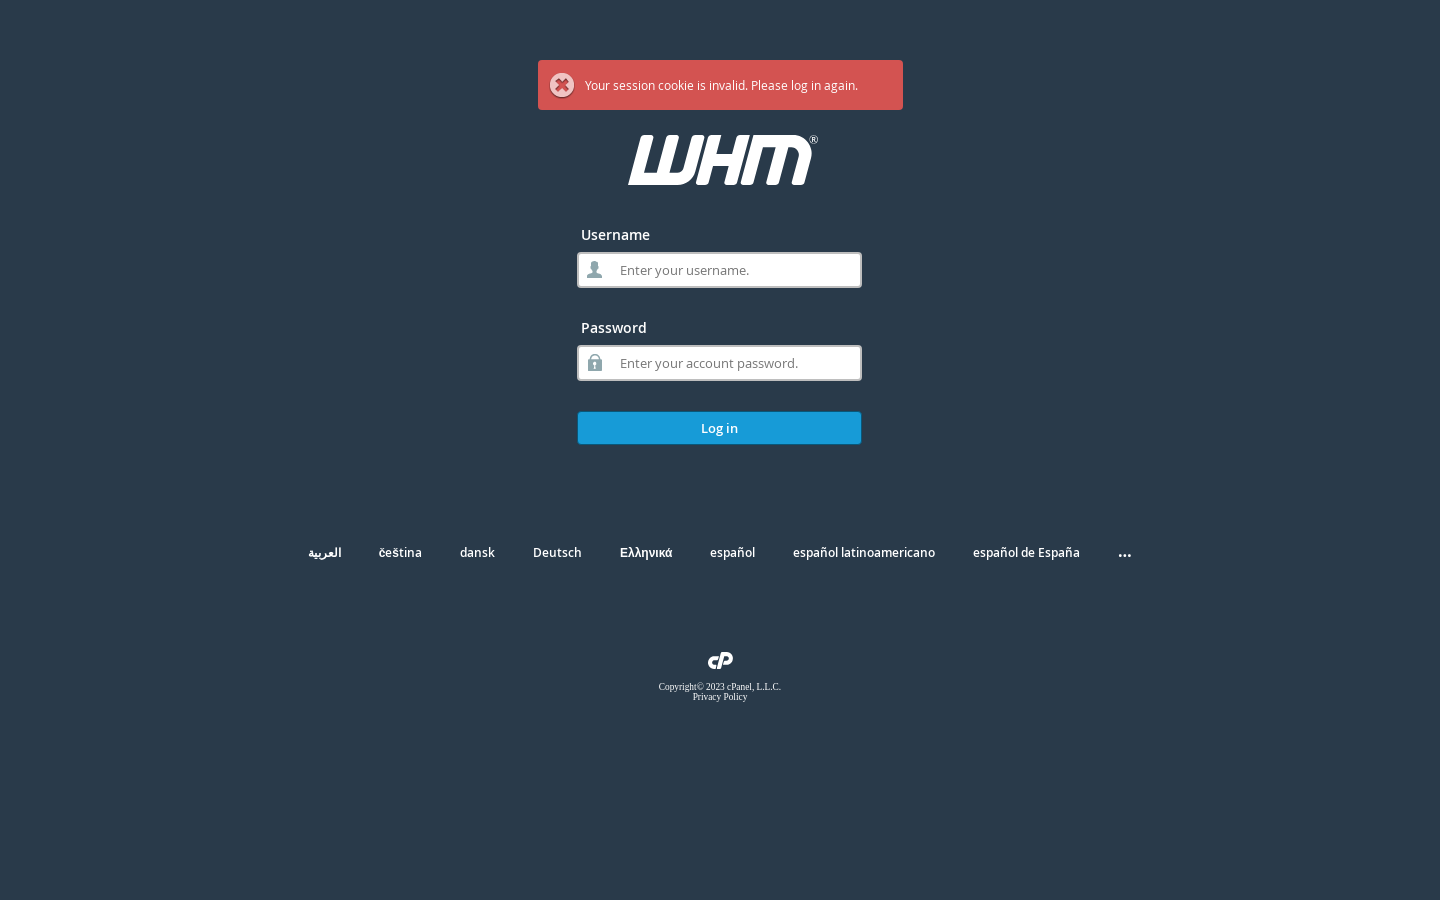 Your session cookie is invalid. Please log in again.
WHM®
Username
Enter your username.
Password
Enter your account password.
Log in
العربية čeština dansk Deutsch Ελληνικά español español latinoamericano español de España ...
cP
Copyright© 2023 cPanel, L.L.C.
Privacy Policy